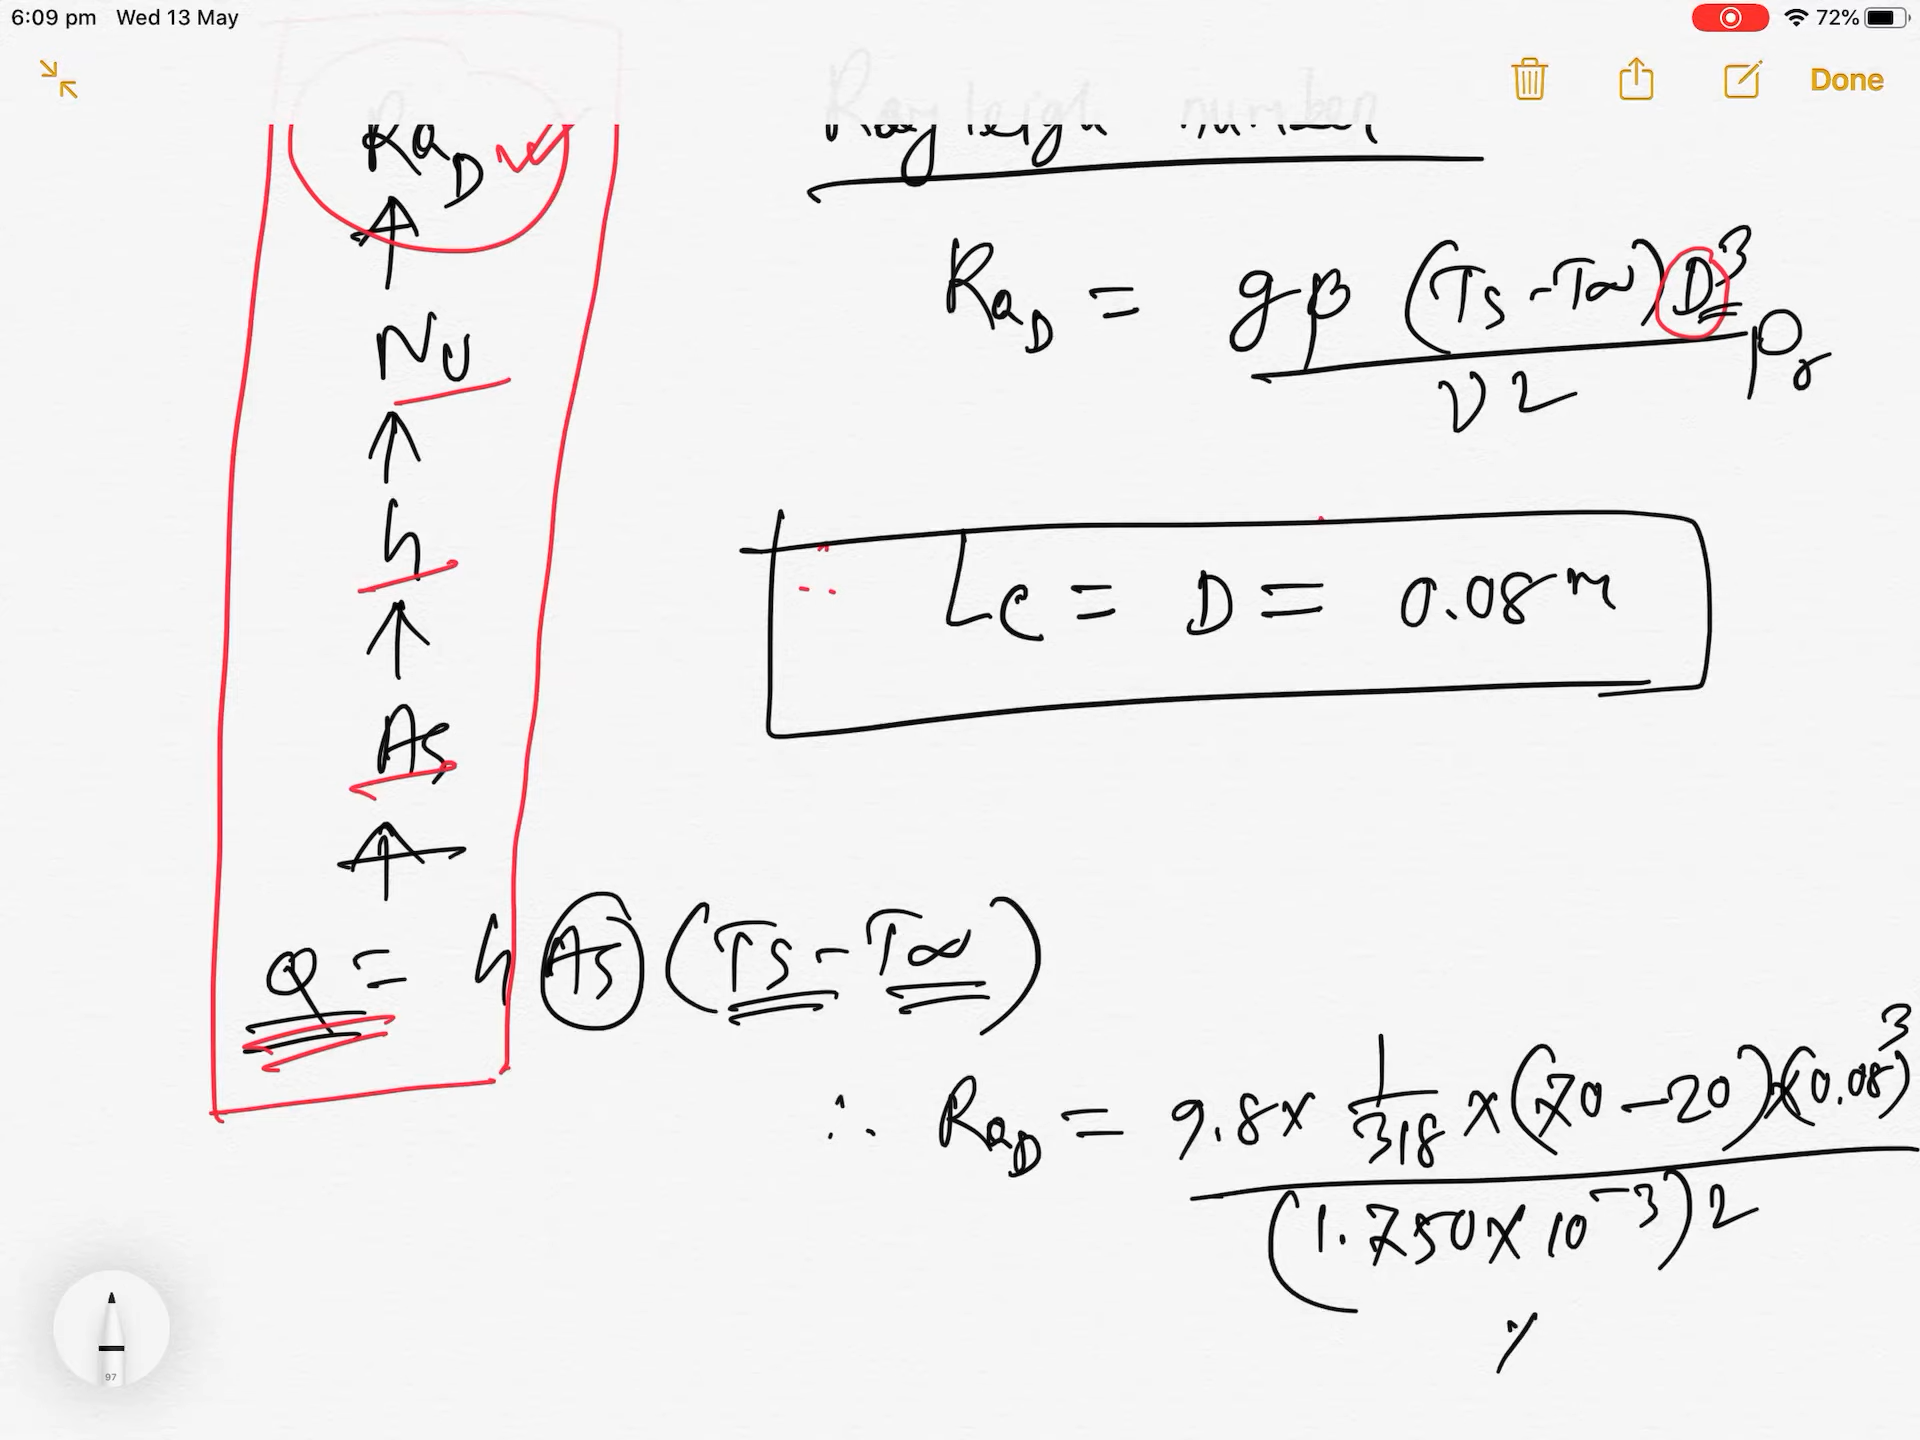 6:09 pm Wed 13 May
72%
Done
Rayleigh number
Ra_D
Nu
h
As
Q = h As (Ts - T∞)
Ra_D = gβ (Ts - T∞) D³ / ν² Pr
Lc = D = 0.08 m
∴ Ra_D = 9.8 × 1/318 × (70 - 20) × (0.08)³ / (1.750 × 10⁻³)²
97